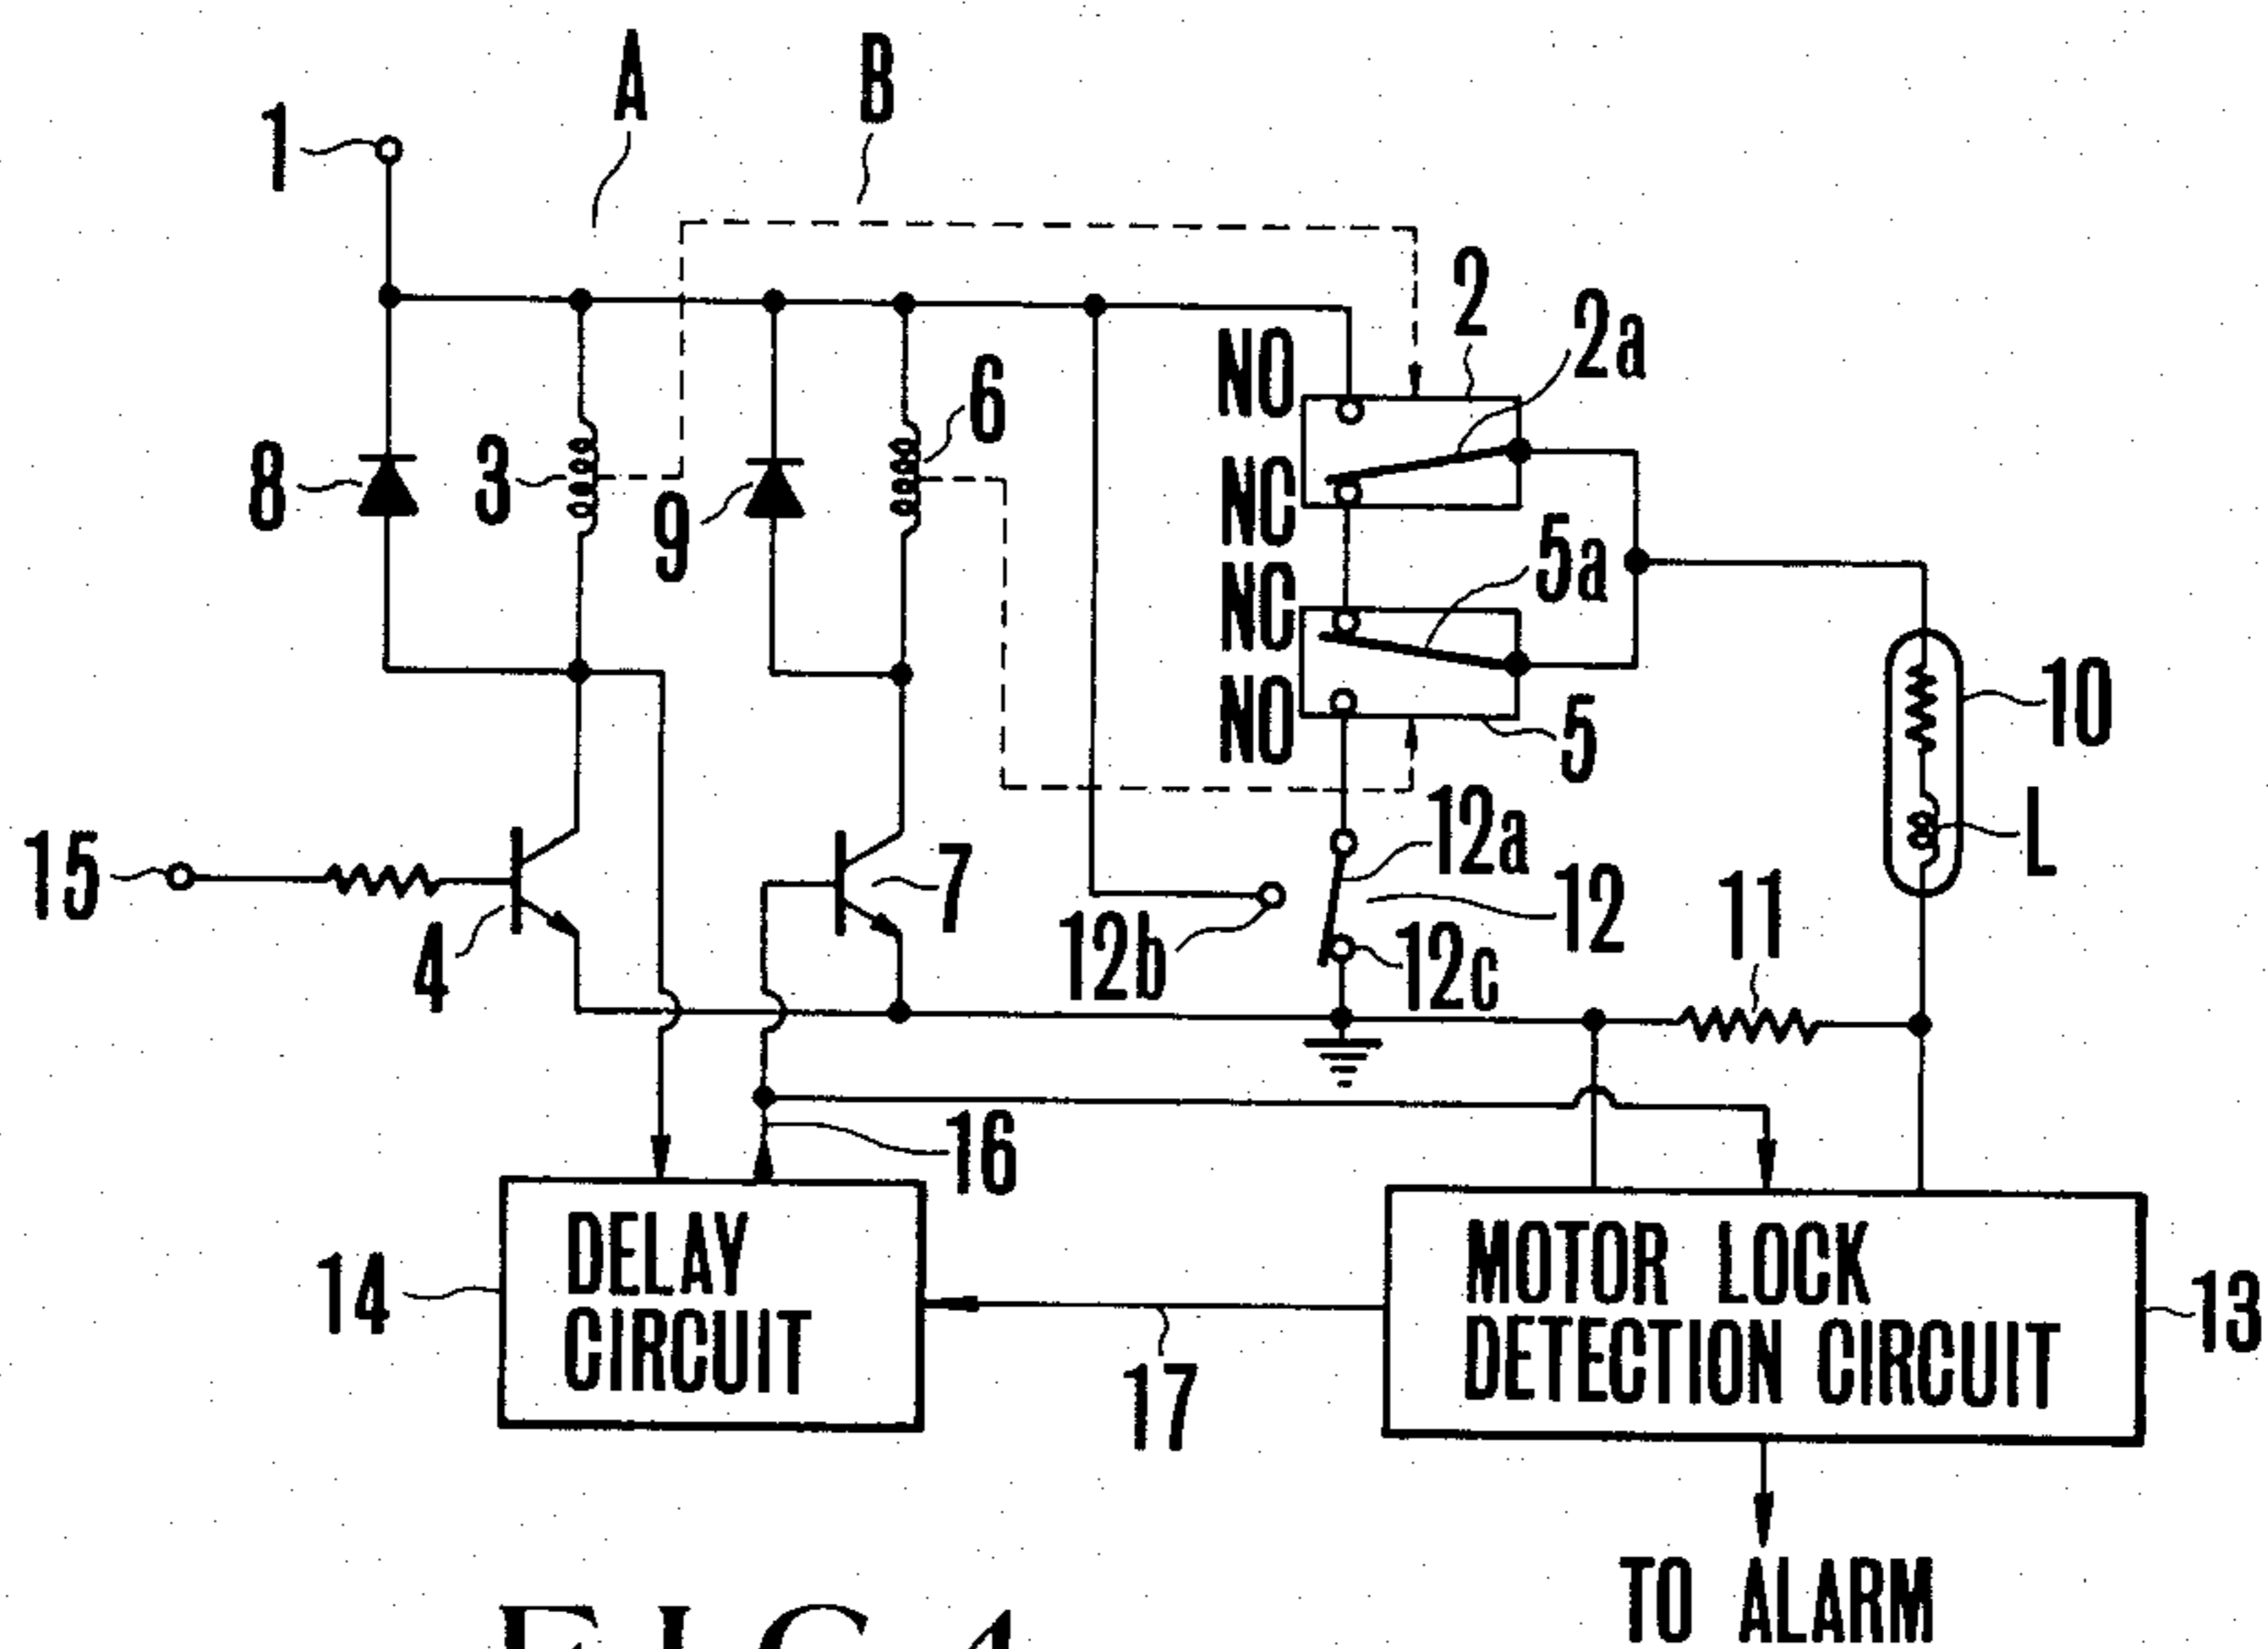 A
B
1
2
2a
NO
6
8
3
9
NC
5a
NC
10
NO
5
15
12a
L
7
4
12b
12
12c
11
16
DELAY
CIRCUIT
14
MOTOR LOCK
DETECTION CIRCUIT
13
17
TO ALARM